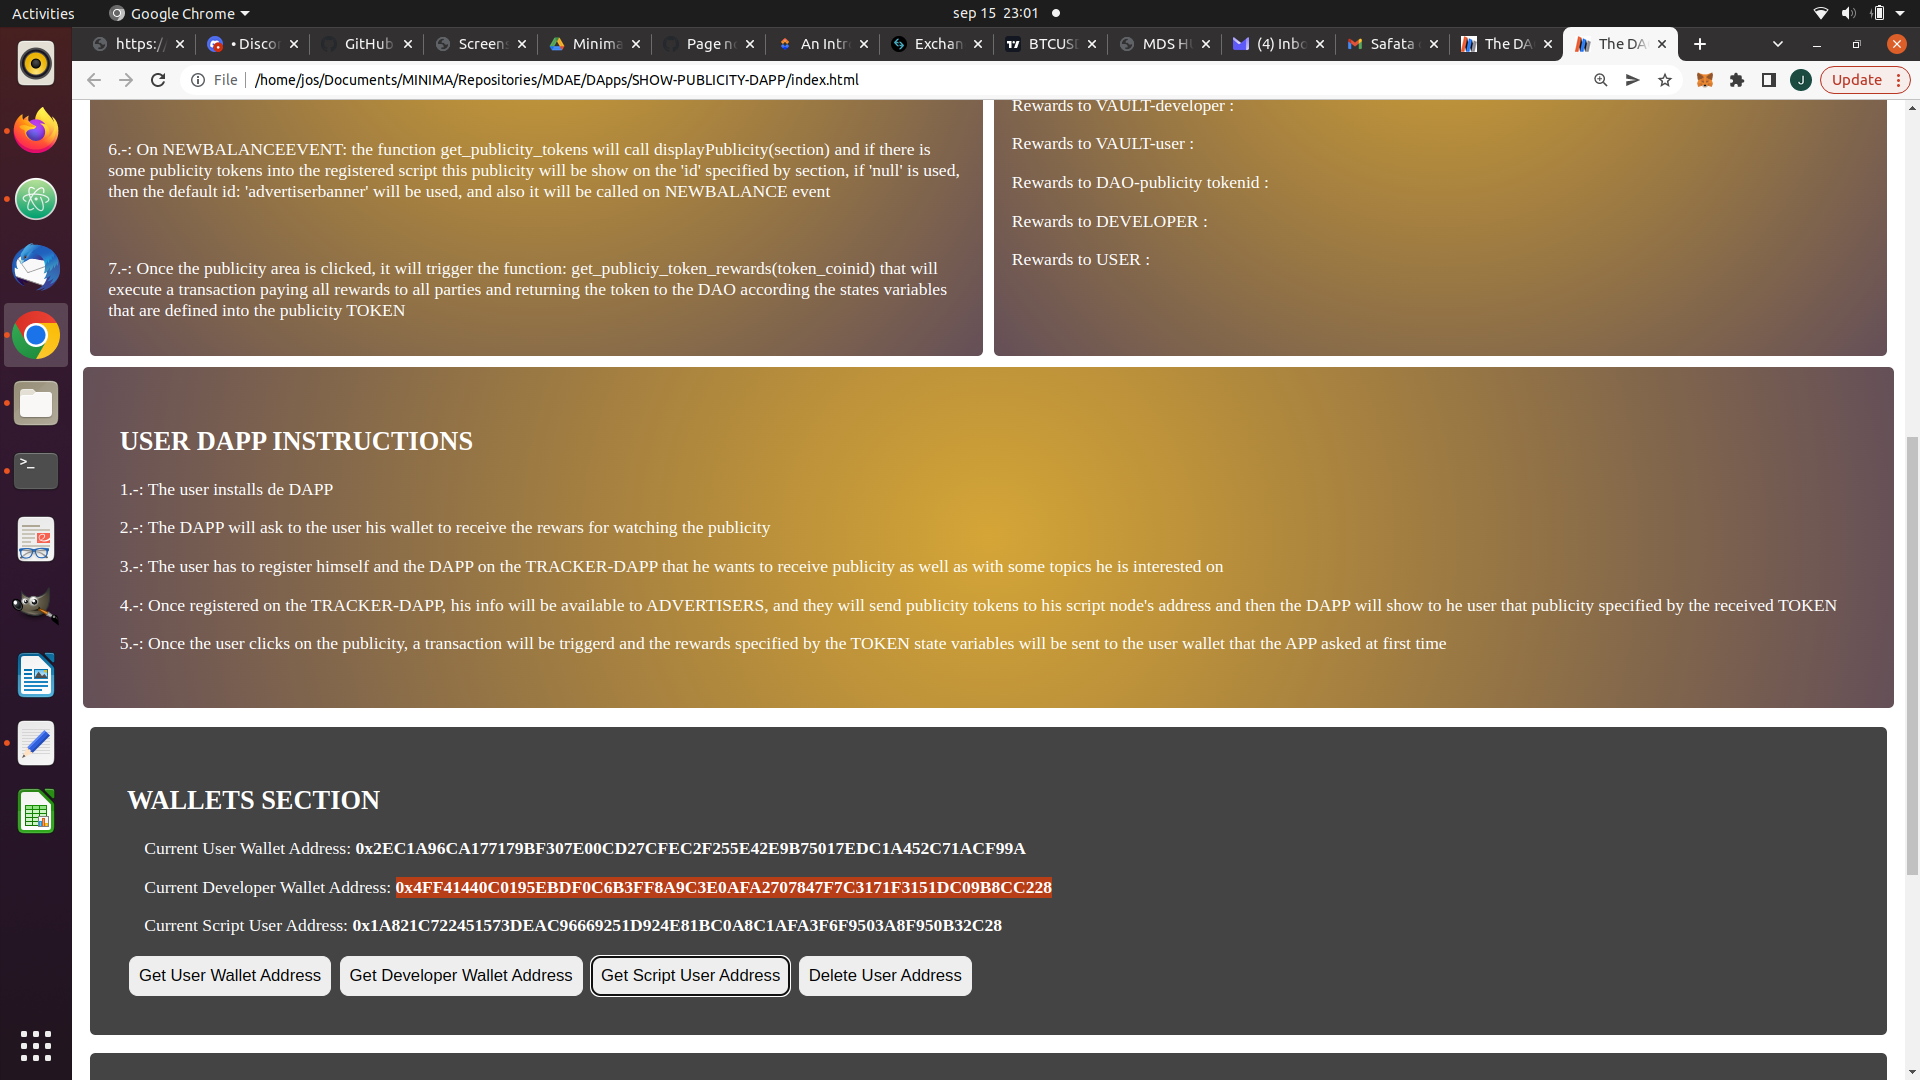 Activities
Google Chrome
sep 15 23:01
https:/
• Disco
GitHub
Screens
Minima
Page no
An Intro
Exchan
BTCUSD
MDS H
(4) Inbo
Safata
The DA
The DA
File
/home/jos/Documents/MINIMA/Repositories/MDAE/DApps/SHOW-PUBLICITY-DAPP/index.html
J
Update
6.-: On NEWBALANCEEVENT: the function get_publicity_tokens will call displayPublicity(section) and if there is
some publicity tokens into the registered script this publicity will be show on the 'id' specified by section, if 'null' is used,
then the default id: 'advertiserbanner' will be used, and also it will be called on NEWBALANCE event
7.-: Once the publicity area is clicked, it will trigger the function: get_publiciy_token_rewards(token_coinid) that will
execute a transaction paying all rewards to all parties and returning the token to the DAO according the states variables
that are defined into the publicity TOKEN
Rewards to VAULT-developer :
Rewards to VAULT-user :
Rewards to DAO-publicity tokenid :
Rewards to DEVELOPER :
Rewards to USER :
USER DAPP INSTRUCTIONS
1.-: The user installs de DAPP
2.-: The DAPP will ask to the user his wallet to receive the rewars for watching the publicity
3.-: The user has to register himself and the DAPP on the TRACKER-DAPP that he wants to receive publicity as well as with some topics he is interested on
4.-: Once registered on the TRACKER-DAPP, his info will be available to ADVERTISERS, and they will send publicity tokens to his script node's address and then the DAPP will show to he user that publicity specified by the received TOKEN
5.-: Once the user clicks on the publicity, a transaction will be triggerd and the rewards specified by the TOKEN state variables will be sent to the user wallet that the APP asked at first time
WALLETS SECTION
Current User Wallet Address: 0x2EC1A96CA177179BF307E00CD27CFEC2F255E42E9B75017EDC1A452C71ACF99A
Current Developer Wallet Address: 0x4FF41440C0195EBDF0C6B3FF8A9C3E0AFA2707847F7C3171F3151DC09B8CC228
Current Script User Address: 0x1A821C722451573DEAC96669251D924E81BC0A8C1AFA3F6F9503A8F950B32C28
Get User Wallet Address
Get Developer Wallet Address
Get Script User Address
Delete User Address